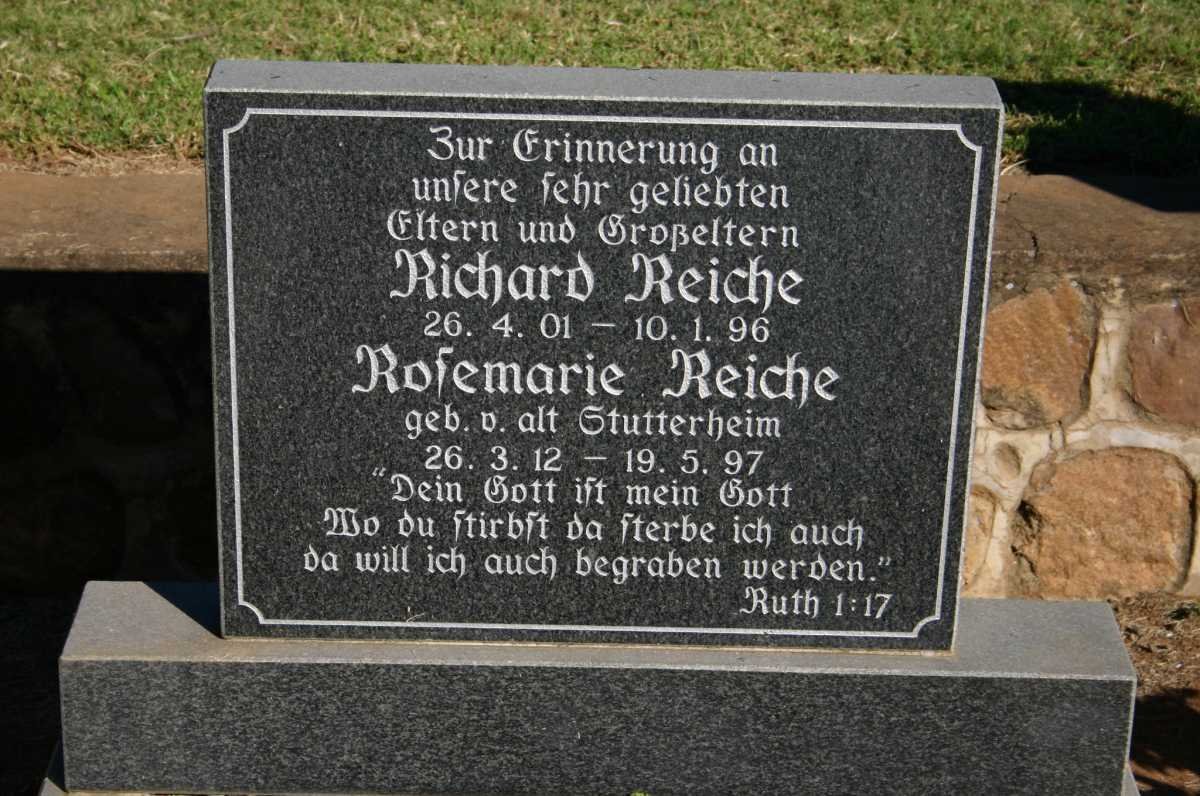 Zur Erinnerung an
unſere ſehr geliebten
Eltern und Großeltern
Richard Reiche
26. 4. 01 – 10. 1. 96
Roſemarie Reiche
geb. v. alt Stutterheim
26. 3. 12 – 19. 5. 97
"Dein Gott iſt mein Gott
Wo du ſtirbſt da ſterbe ich auch
da will ich auch begraben werden."
Ruth 1:17